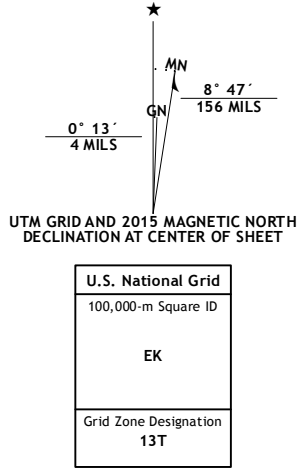 ★
MN
GN
8° 47´
156 MILS
0° 13´
4 MILS
UTM GRID AND 2015 MAGNETIC NORTH
DECLINATION AT CENTER OF SHEET
U.S. National Grid
100,000-m Square ID
EK
Grid Zone Designation
13T